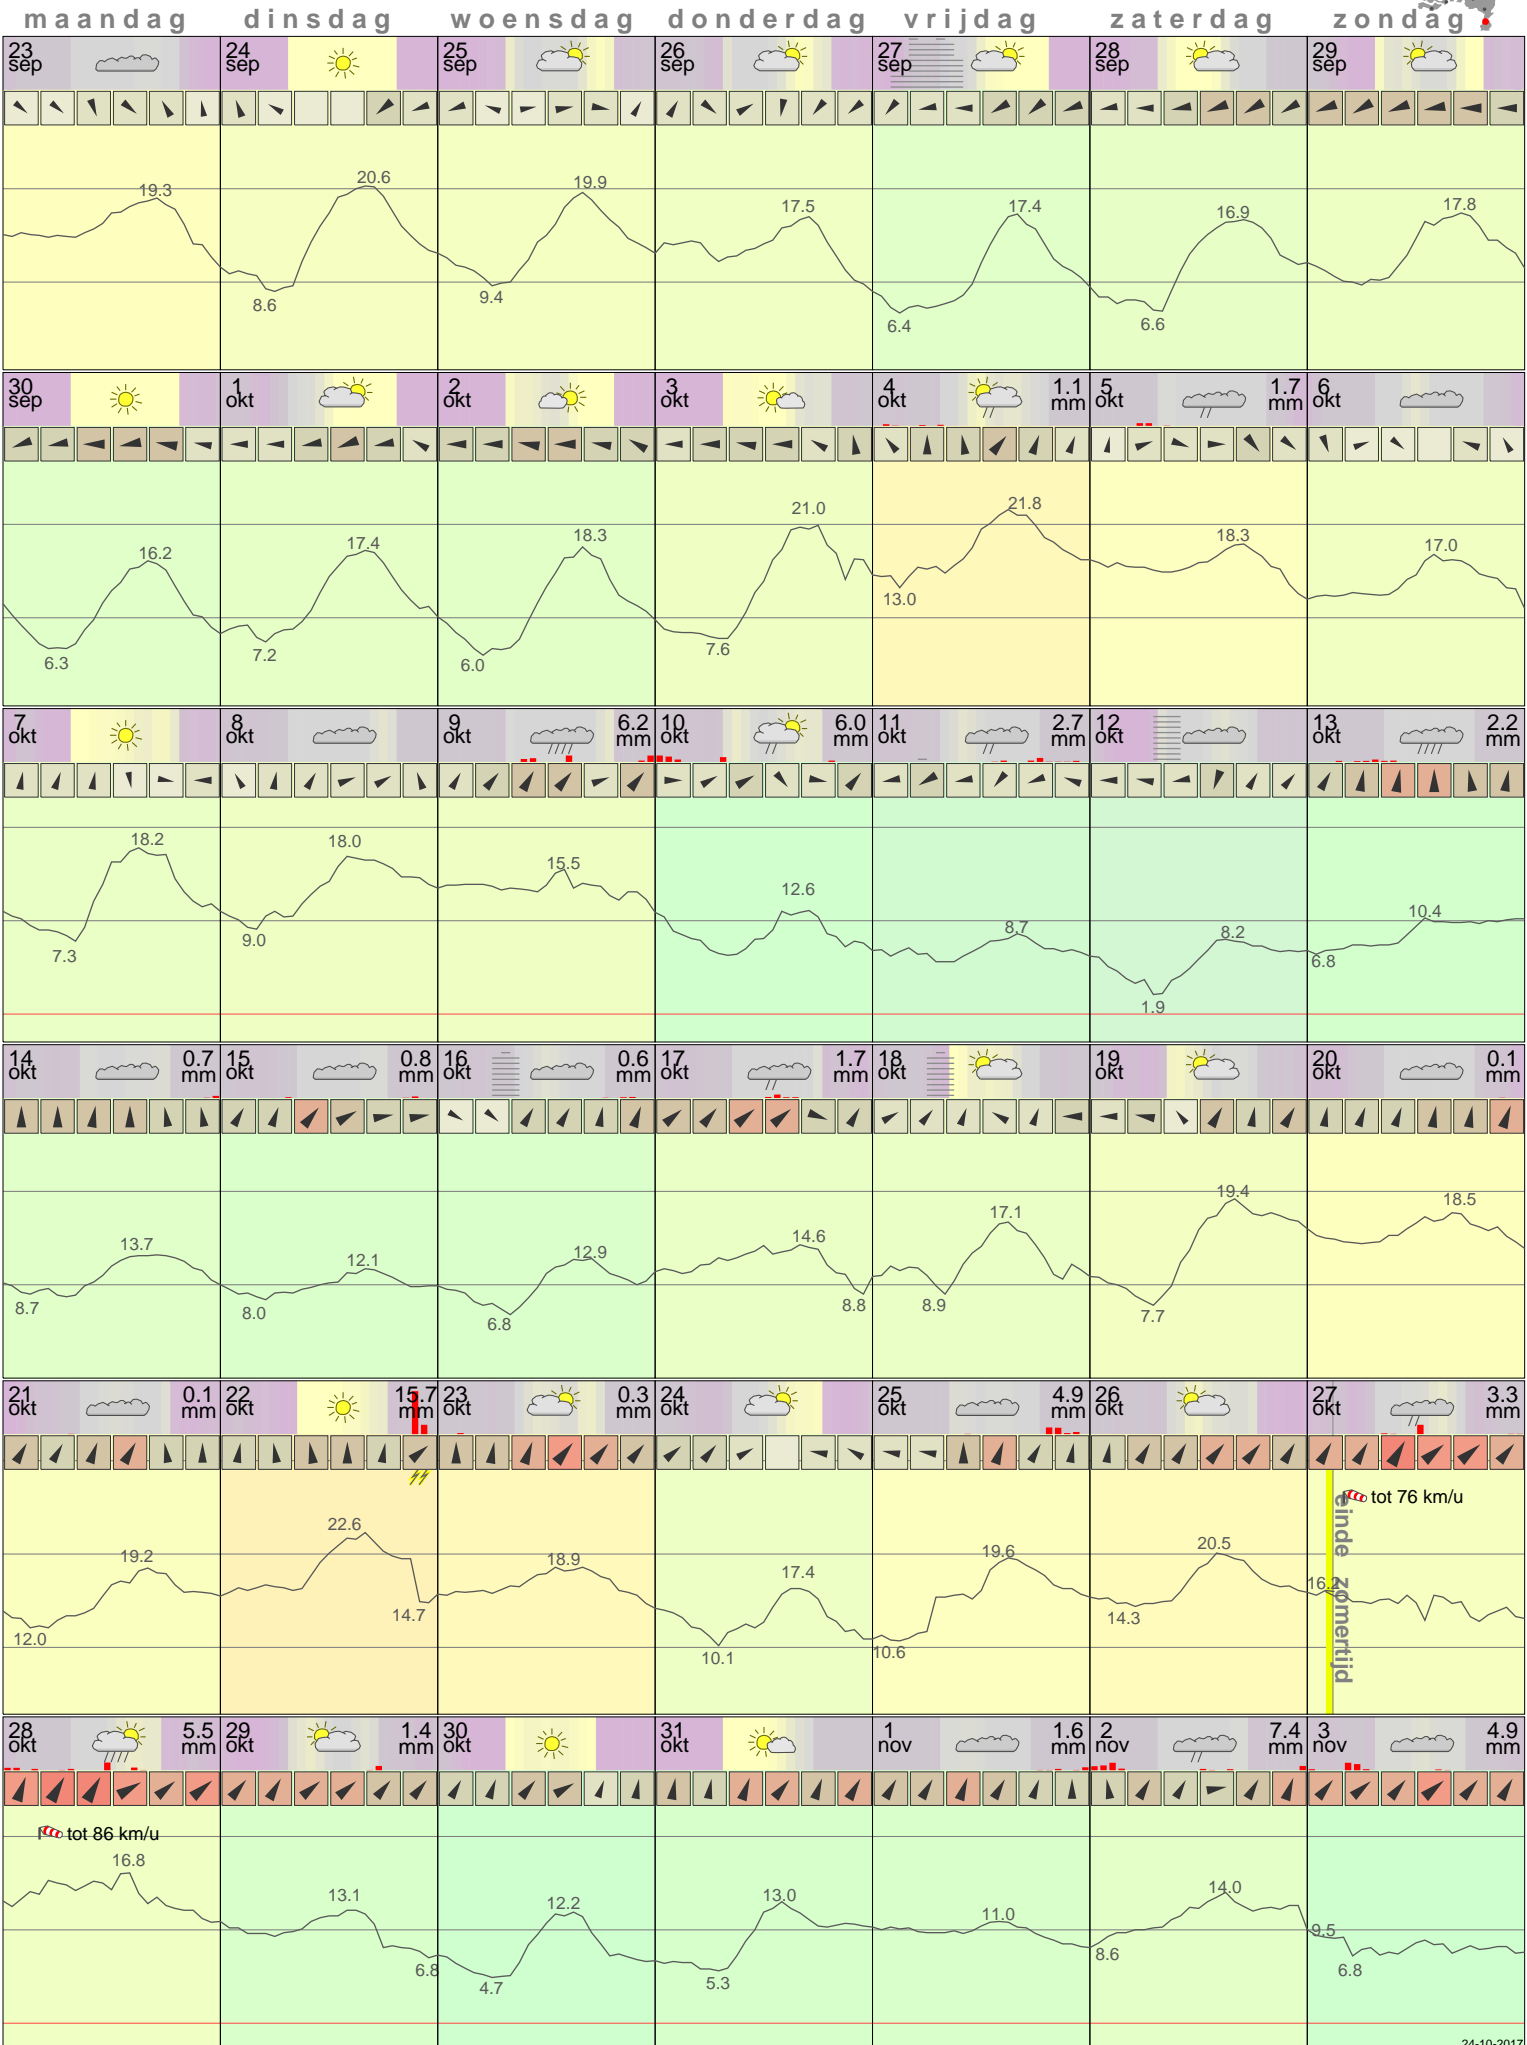 maandag dinsdag woensdag donderdag vrijdag zaterdag zondag
23 sep 24 sep 25 sep 26 sep 27 sep 28 sep 29 sep
19.3 20.6 19.9 17.5 17.4 16.9 17.8
8.6 9.4 6.4 6.6
30 sep 1 okt 2 okt 3 okt 4 okt 1.1 mm 5 okt 1.7 mm 6 okt
16.2 17.4 18.3 21.0 21.8 18.3 17.0
6.3 7.2 6.0 7.6 13.0
7 okt 8 okt 9 okt 6.2 mm 10 okt 6.0 mm 11 okt 2.7 mm 12 okt 13 okt 2.2 mm
18.2 18.0 15.5 12.6 8.7 8.2 10.4
7.3 9.0 1.9 6.8
14 okt 0.7 mm 15 okt 0.8 mm 16 okt 0.6 mm 17 okt 1.7 mm 18 okt 19 okt 20 okt 0.1 mm
13.7 12.1 12.9 14.6 17.1 19.4 18.5
8.7 8.0 6.8 8.8 8.9 7.7
21 okt 0.1 mm 22 okt 15.7 mm 23 okt 0.3 mm 24 okt 25 okt 4.9 mm 26 okt 27 okt 3.3 mm
tot 76 km/u
einde zomertijd
19.2 22.6 18.9 17.4 19.6 20.5 16.2
12.0 14.7 10.1 10.6 14.3
28 okt 5.5 mm 29 okt 1.4 mm 30 okt 31 okt 1 nov 1.6 mm 2 nov 7.4 mm 3 nov 4.9 mm
tot 86 km/u
16.8 13.1 12.2 13.0 11.0 14.0 9.5
6.8 4.7 5.3 8.6 6.8
24-10-2017